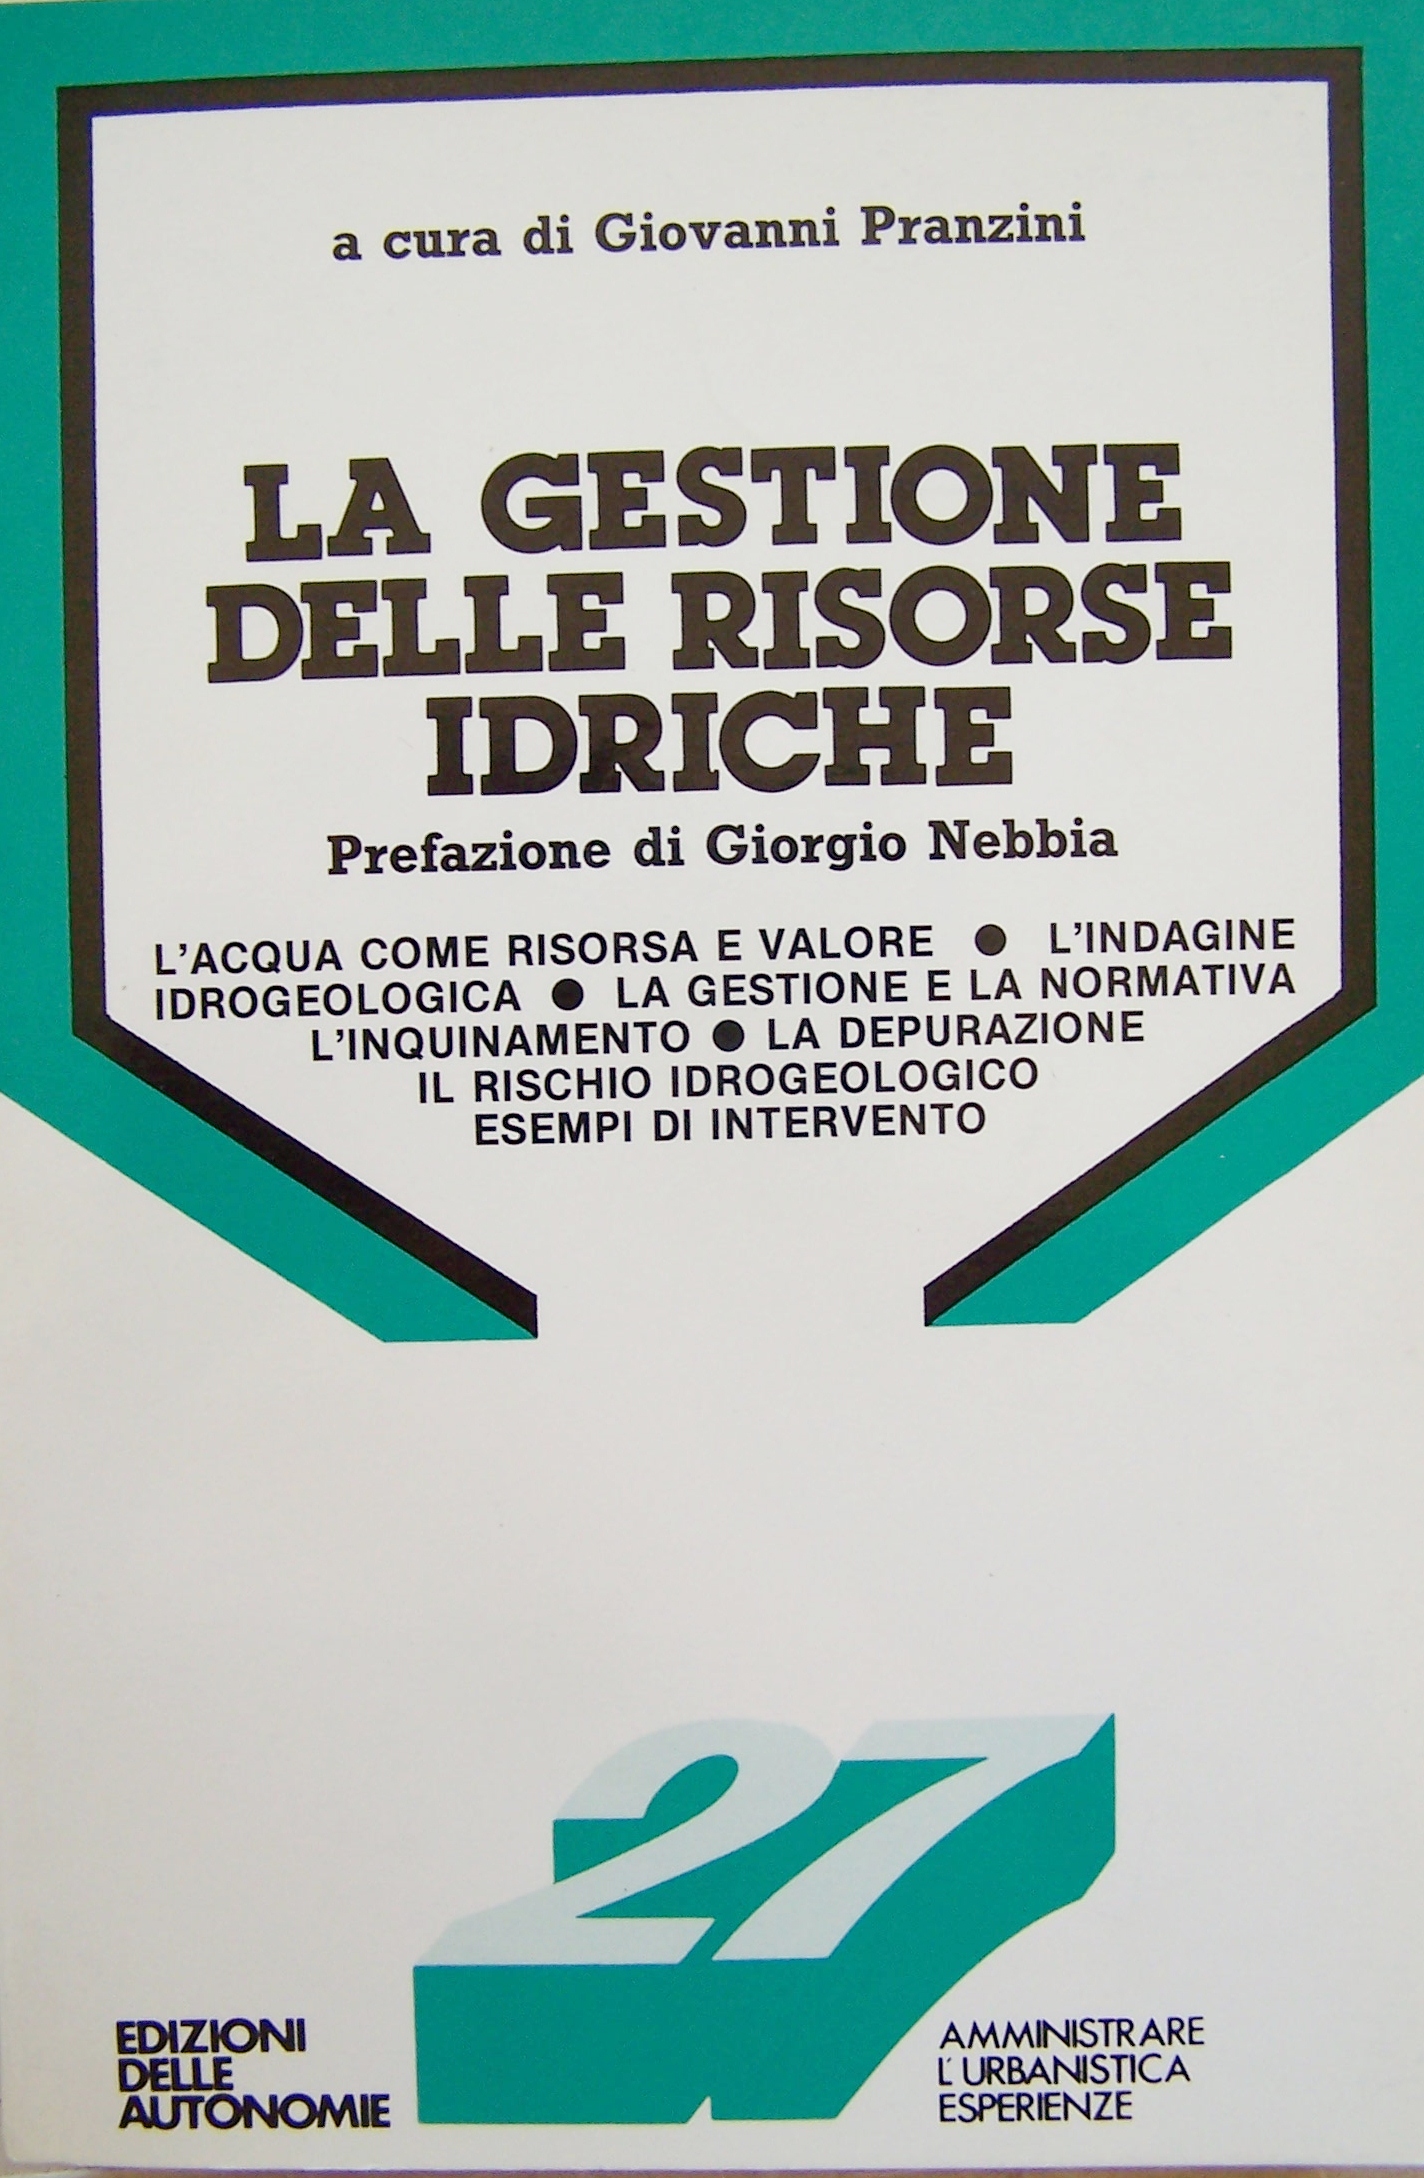 a cura di Giovanni Pranzini
LA GESTIONE
DELLE RISORSE
IDRICHE
Prefazione di Giorgio Nebbia
L'ACQUA COME RISORSA E VALORE ● L'INDAGINE
IDROGEOLOGICA ● LA GESTIONE E LA NORMATIVA
L'INQUINAMENTO ● LA DEPURAZIONE
IL RISCHIO IDROGEOLOGICO
ESEMPI DI INTERVENTO
27
EDIZIONI
DELLE
AUTONOMIE
AMMINISTRARE
L'URBANISTICA
ESPERIENZE